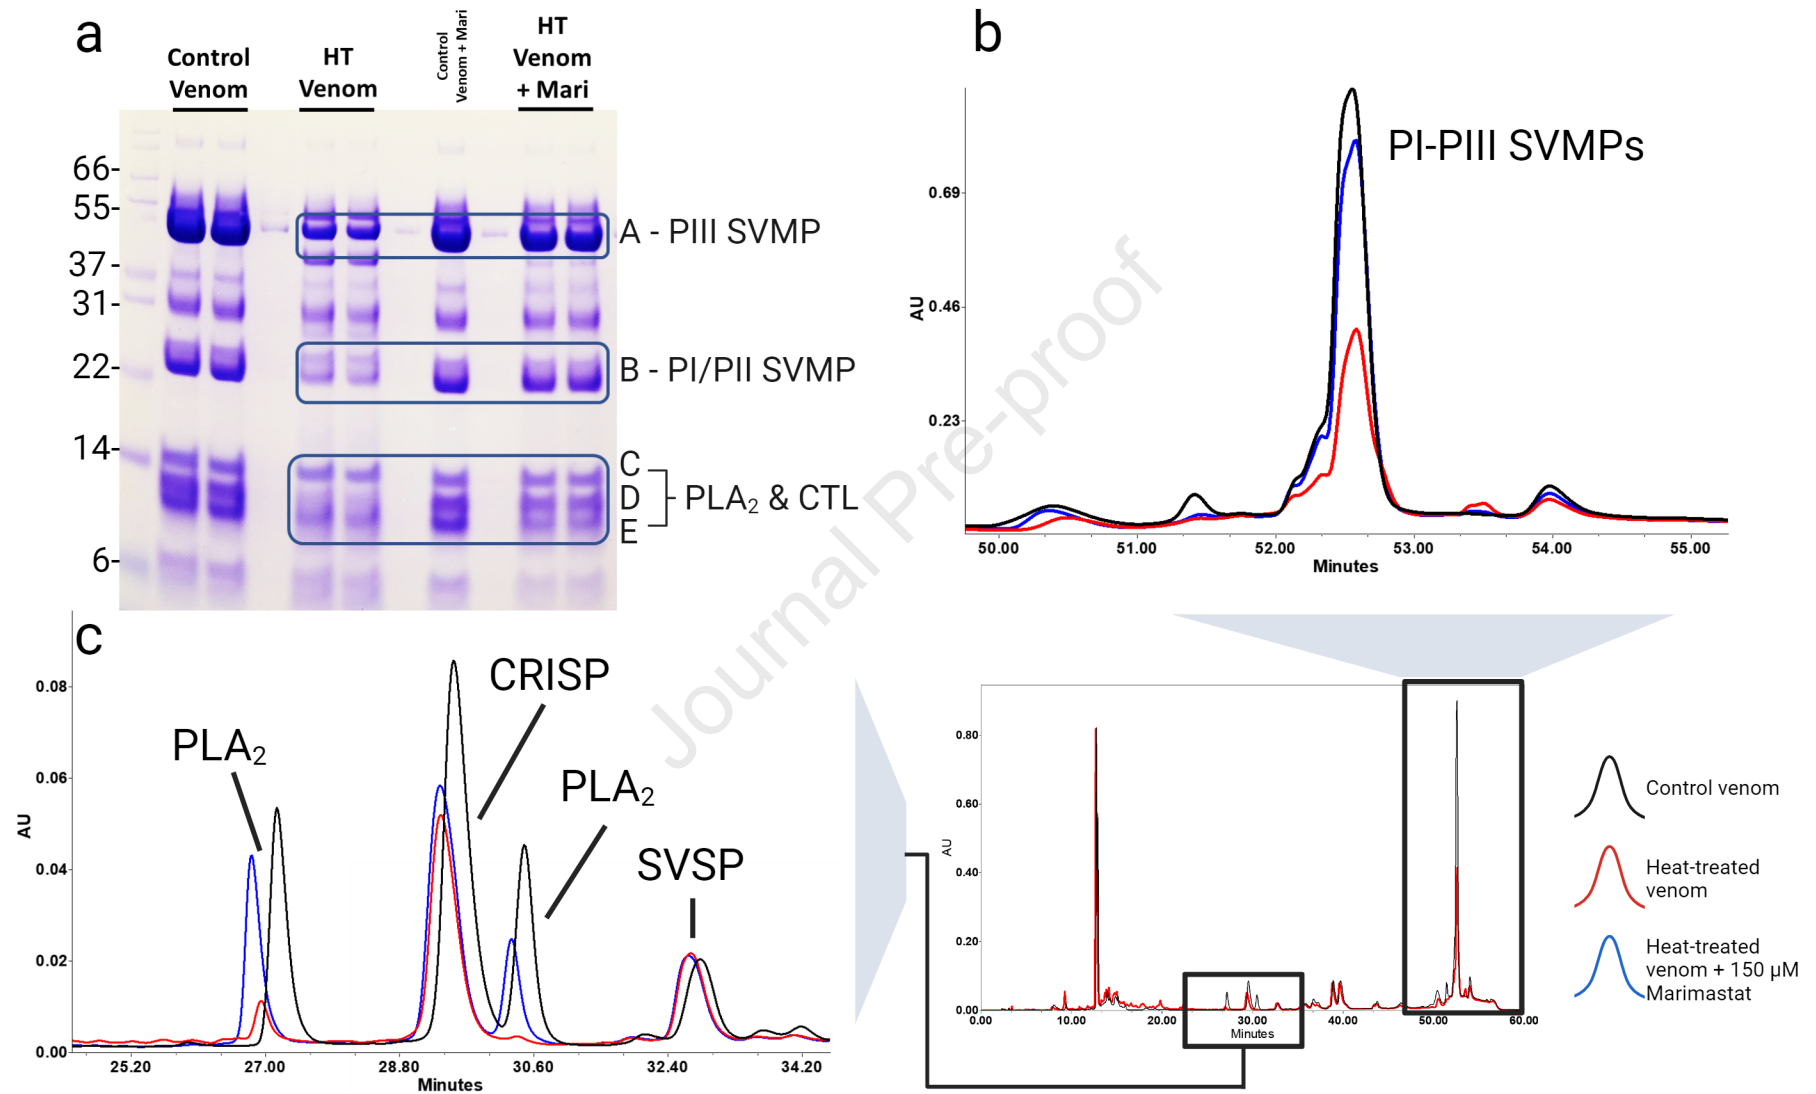 a
Control
Venom
HT
Venom
Control
Venom + Mari
HT
Venom
+ Mari
66-
55-
37-
31-
22-
14-
6-
A - PIII SVMP
B - PI/PII SVMP
C
D
E
PLA₂ & CTL
b
PI-PIII SVMPs
AU
0.69
0.46
0.23
50.00 51.00 52.00 53.00 54.00 55.00
Minutes
Journal Pre-proof
c
CRISP
PLA₂
PLA₂
SVSP
AU
0.08
0.06
0.04
0.02
0.00
25.20 27.00 28.80 30.60 32.40 34.20
Minutes
AU
0.80
0.60
0.40
0.20
0.00
0.00 10.00 20.00 30.00 40.00 50.00 60.00
Minutes
Control venom
Heat-treated
venom
Heat-treated
venom + 150 µM
Marimastat